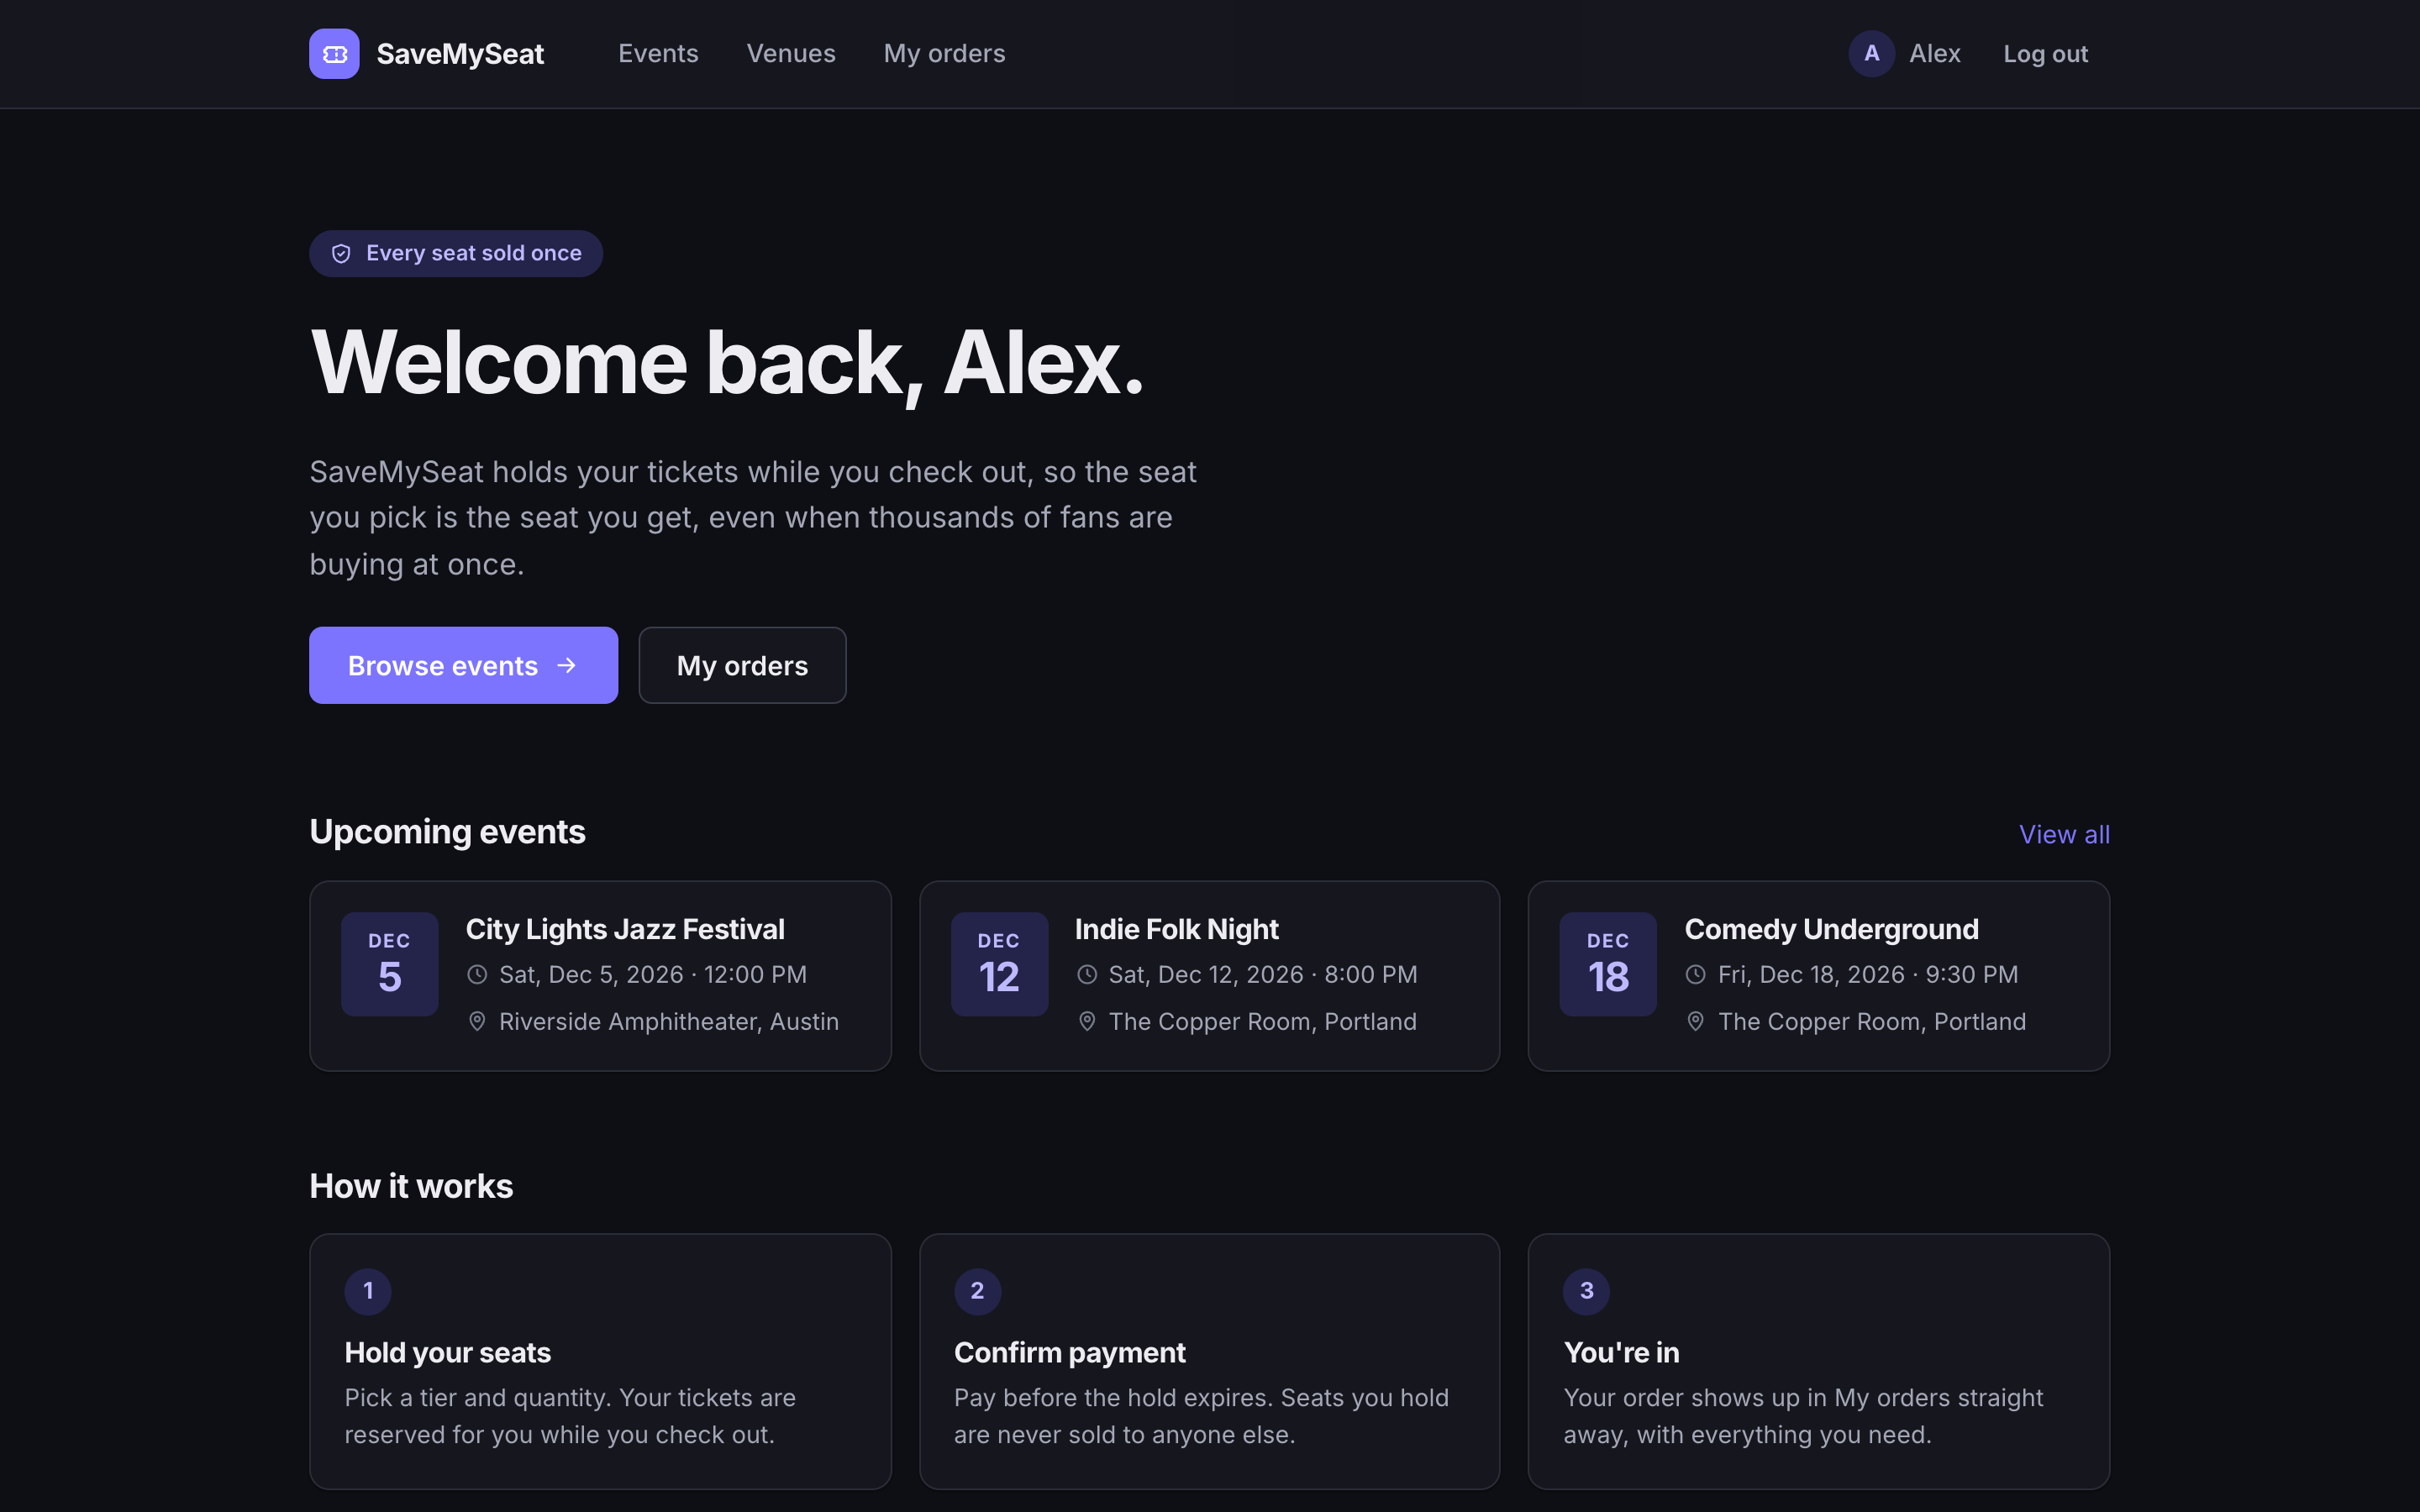 SaveMySeat
Events
Venues
My orders
A
Alex
Log out
Every seat sold once
Welcome back, Alex.
SaveMySeat holds your tickets while you check out, so the seat
you pick is the seat you get, even when thousands of fans are
buying at once.
Browse events →
My orders
Upcoming events
View all
DEC
5
City Lights Jazz Festival
Sat, Dec 5, 2026 · 12:00 PM
Riverside Amphitheater, Austin
DEC
12
Indie Folk Night
Sat, Dec 12, 2026 · 8:00 PM
The Copper Room, Portland
DEC
18
Comedy Underground
Fri, Dec 18, 2026 · 9:30 PM
The Copper Room, Portland
How it works
1
Hold your seats
Pick a tier and quantity. Your tickets are
reserved for you while you check out.
2
Confirm payment
Pay before the hold expires. Seats you hold
are never sold to anyone else.
3
You're in
Your order shows up in My orders straight
away, with everything you need.